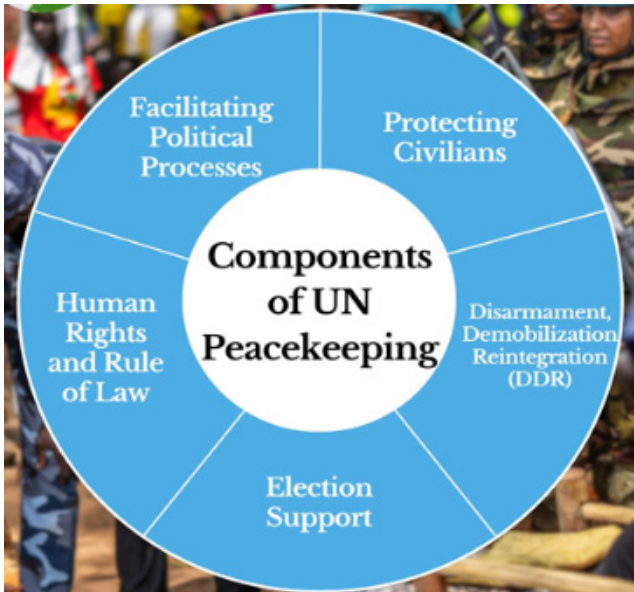 Components
of UN
Peacekeeping
Protecting
Civilians
Disarmament,
Demobilization
Reintegration
(DDR)
Election
Support
Human
Rights
and Rule
of Law
Facilitating
Political
Processes